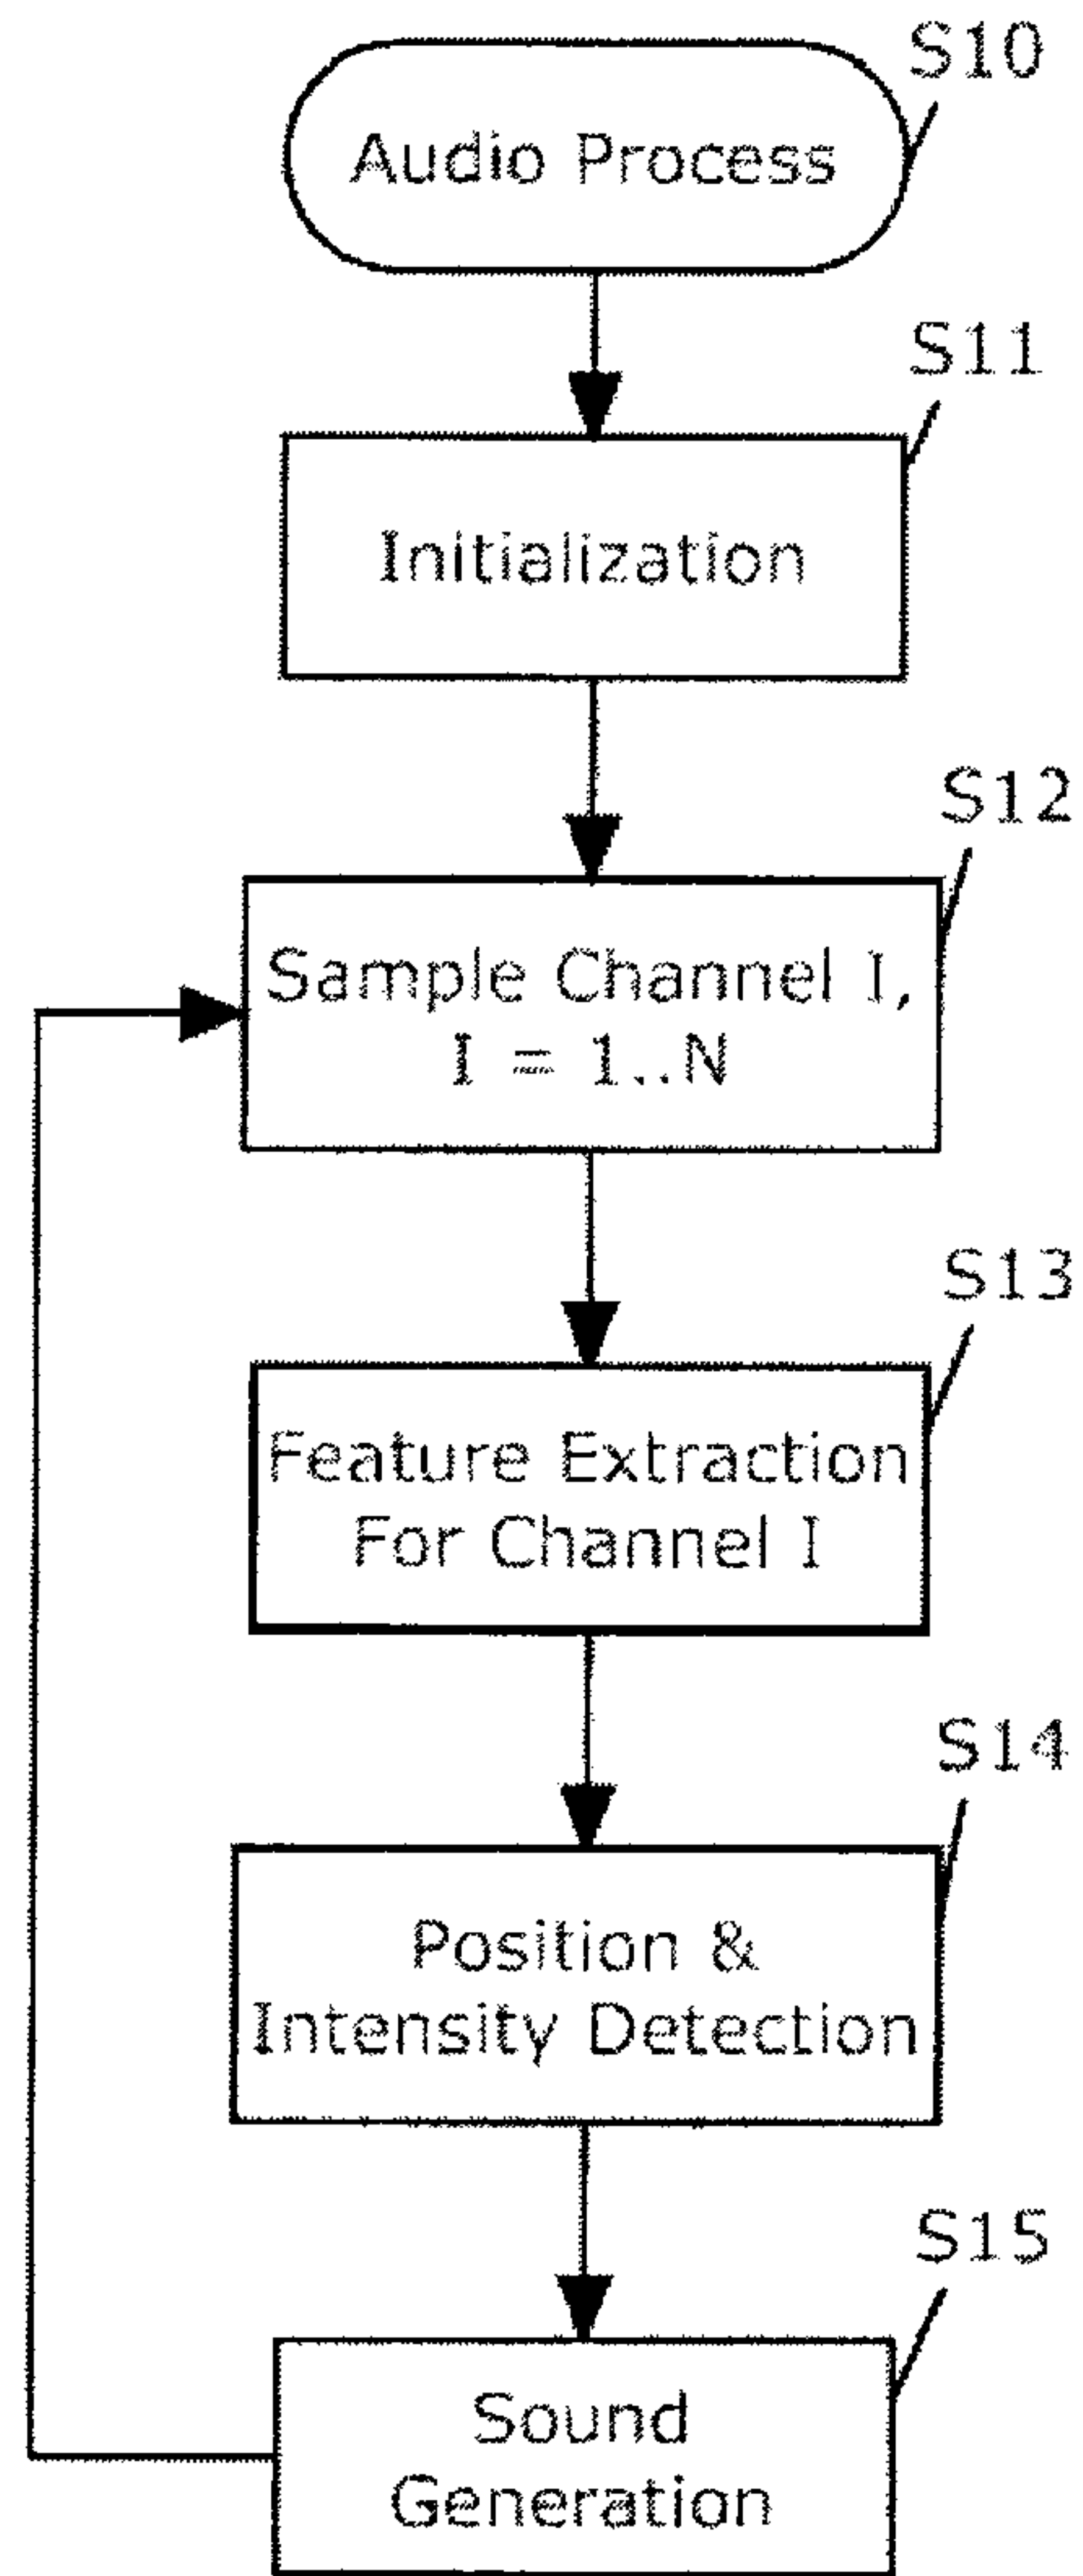 S10
Audio Process
S11
Initialization
S12
Sample Channel I,
I = 1..N
S13
Feature Extraction
For Channel I
S14
Position &
Intensity Detection
S15
Sound
Generation